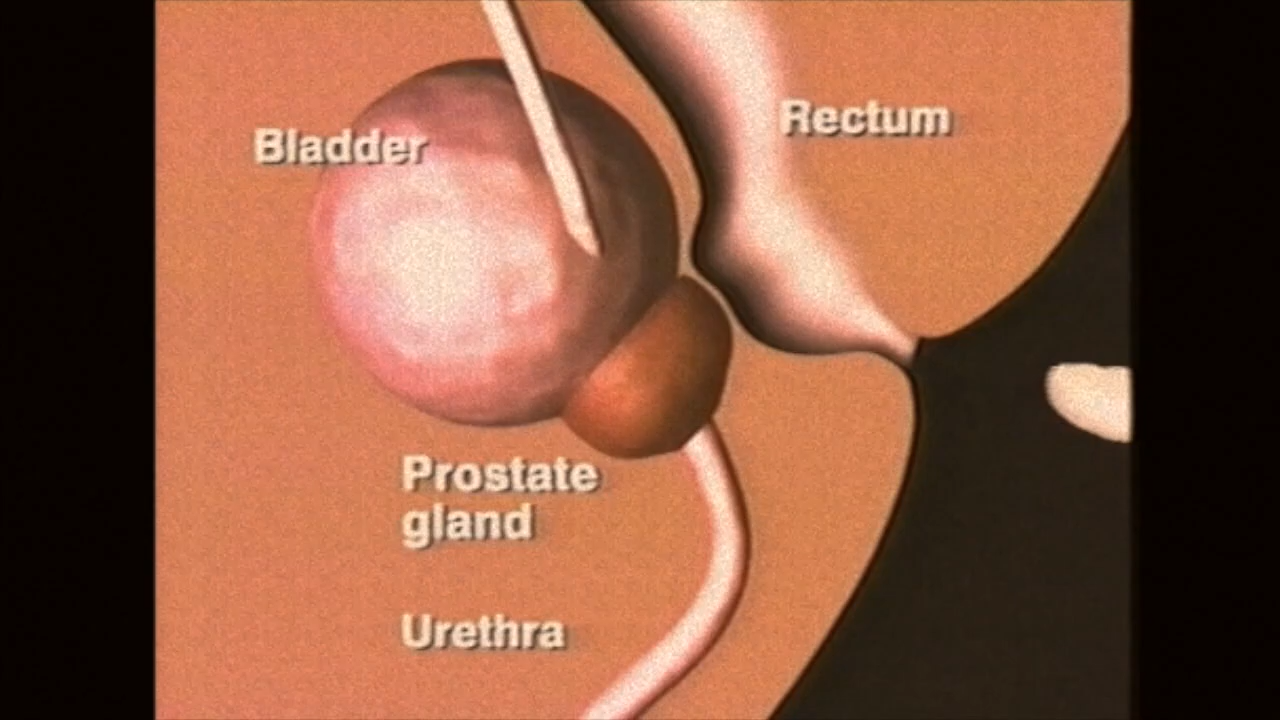 Rectum
Bladder
Prostate
gland
Urethra